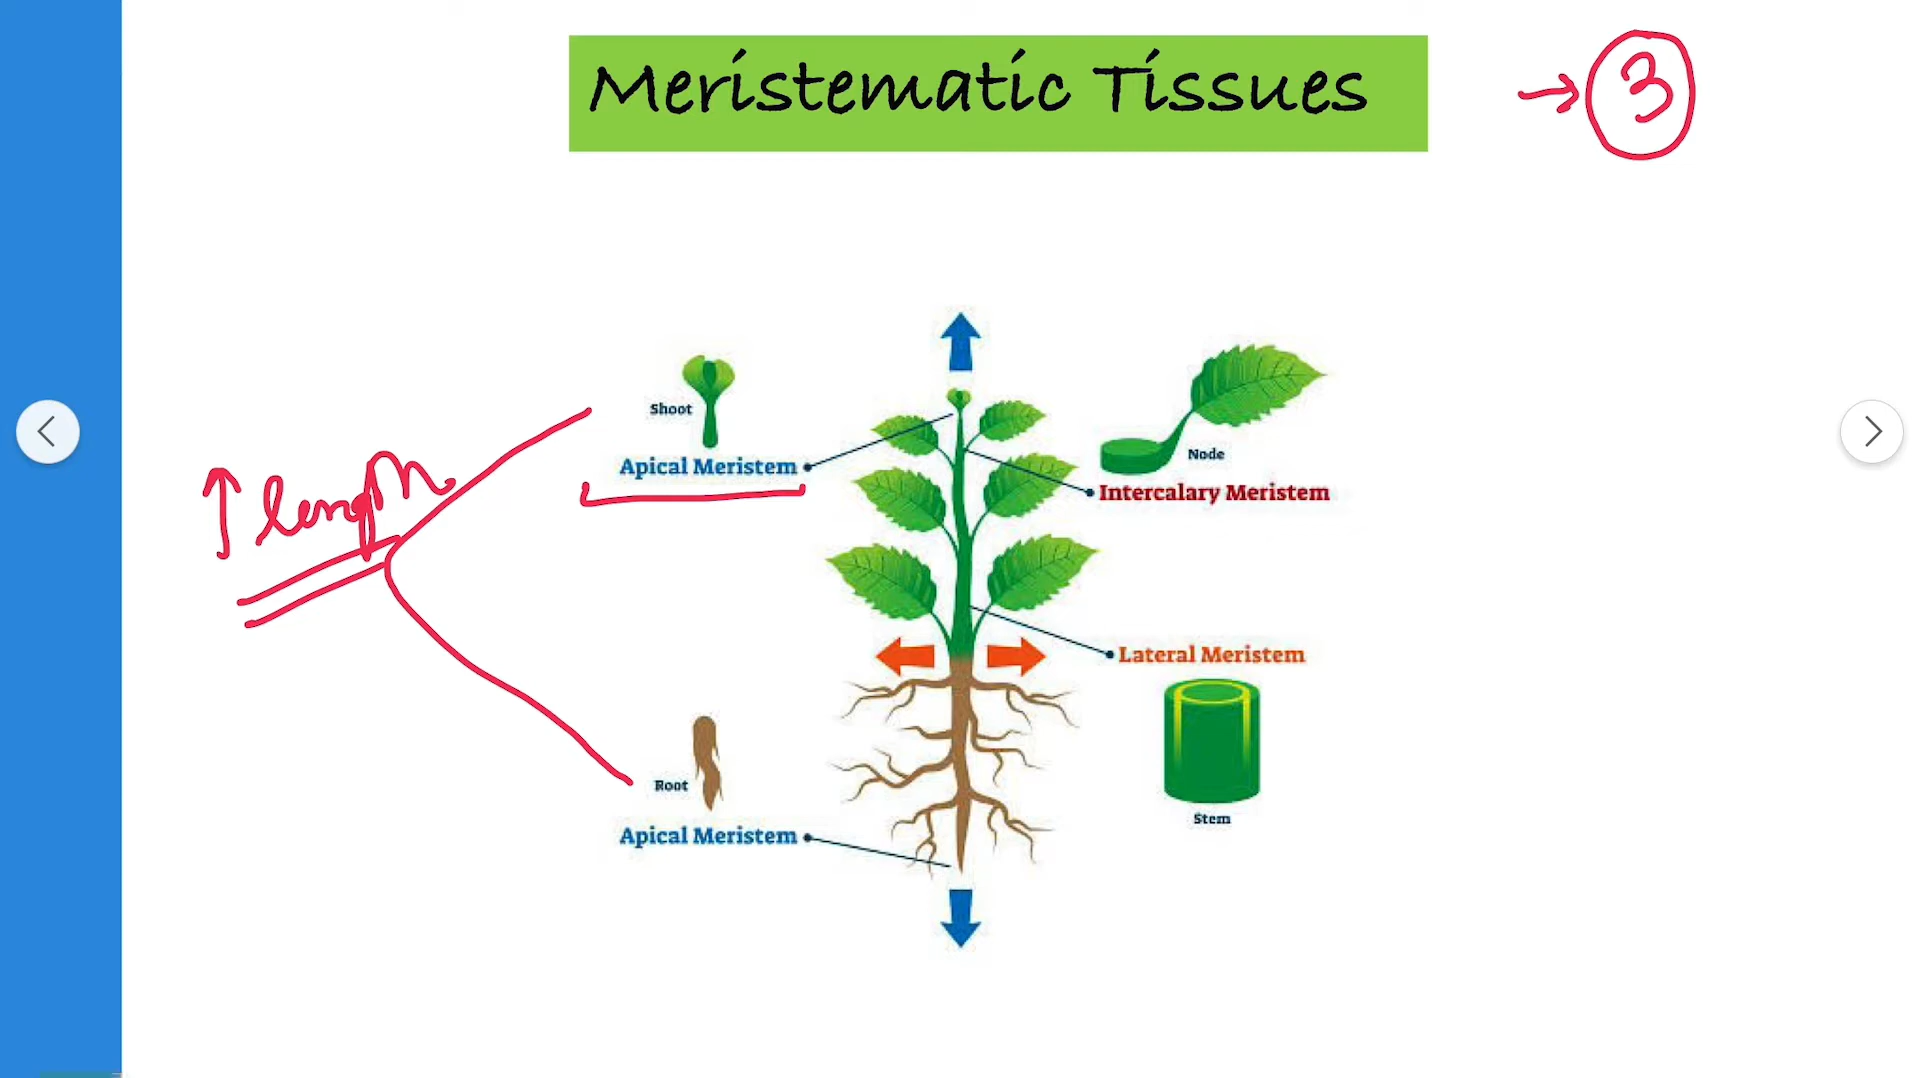 Meristematic Tissues
→ 3
Shoot
Apical Meristem
Node
Intercalary Meristem
↑ length
Lateral Meristem
Root
Apical Meristem
Stem